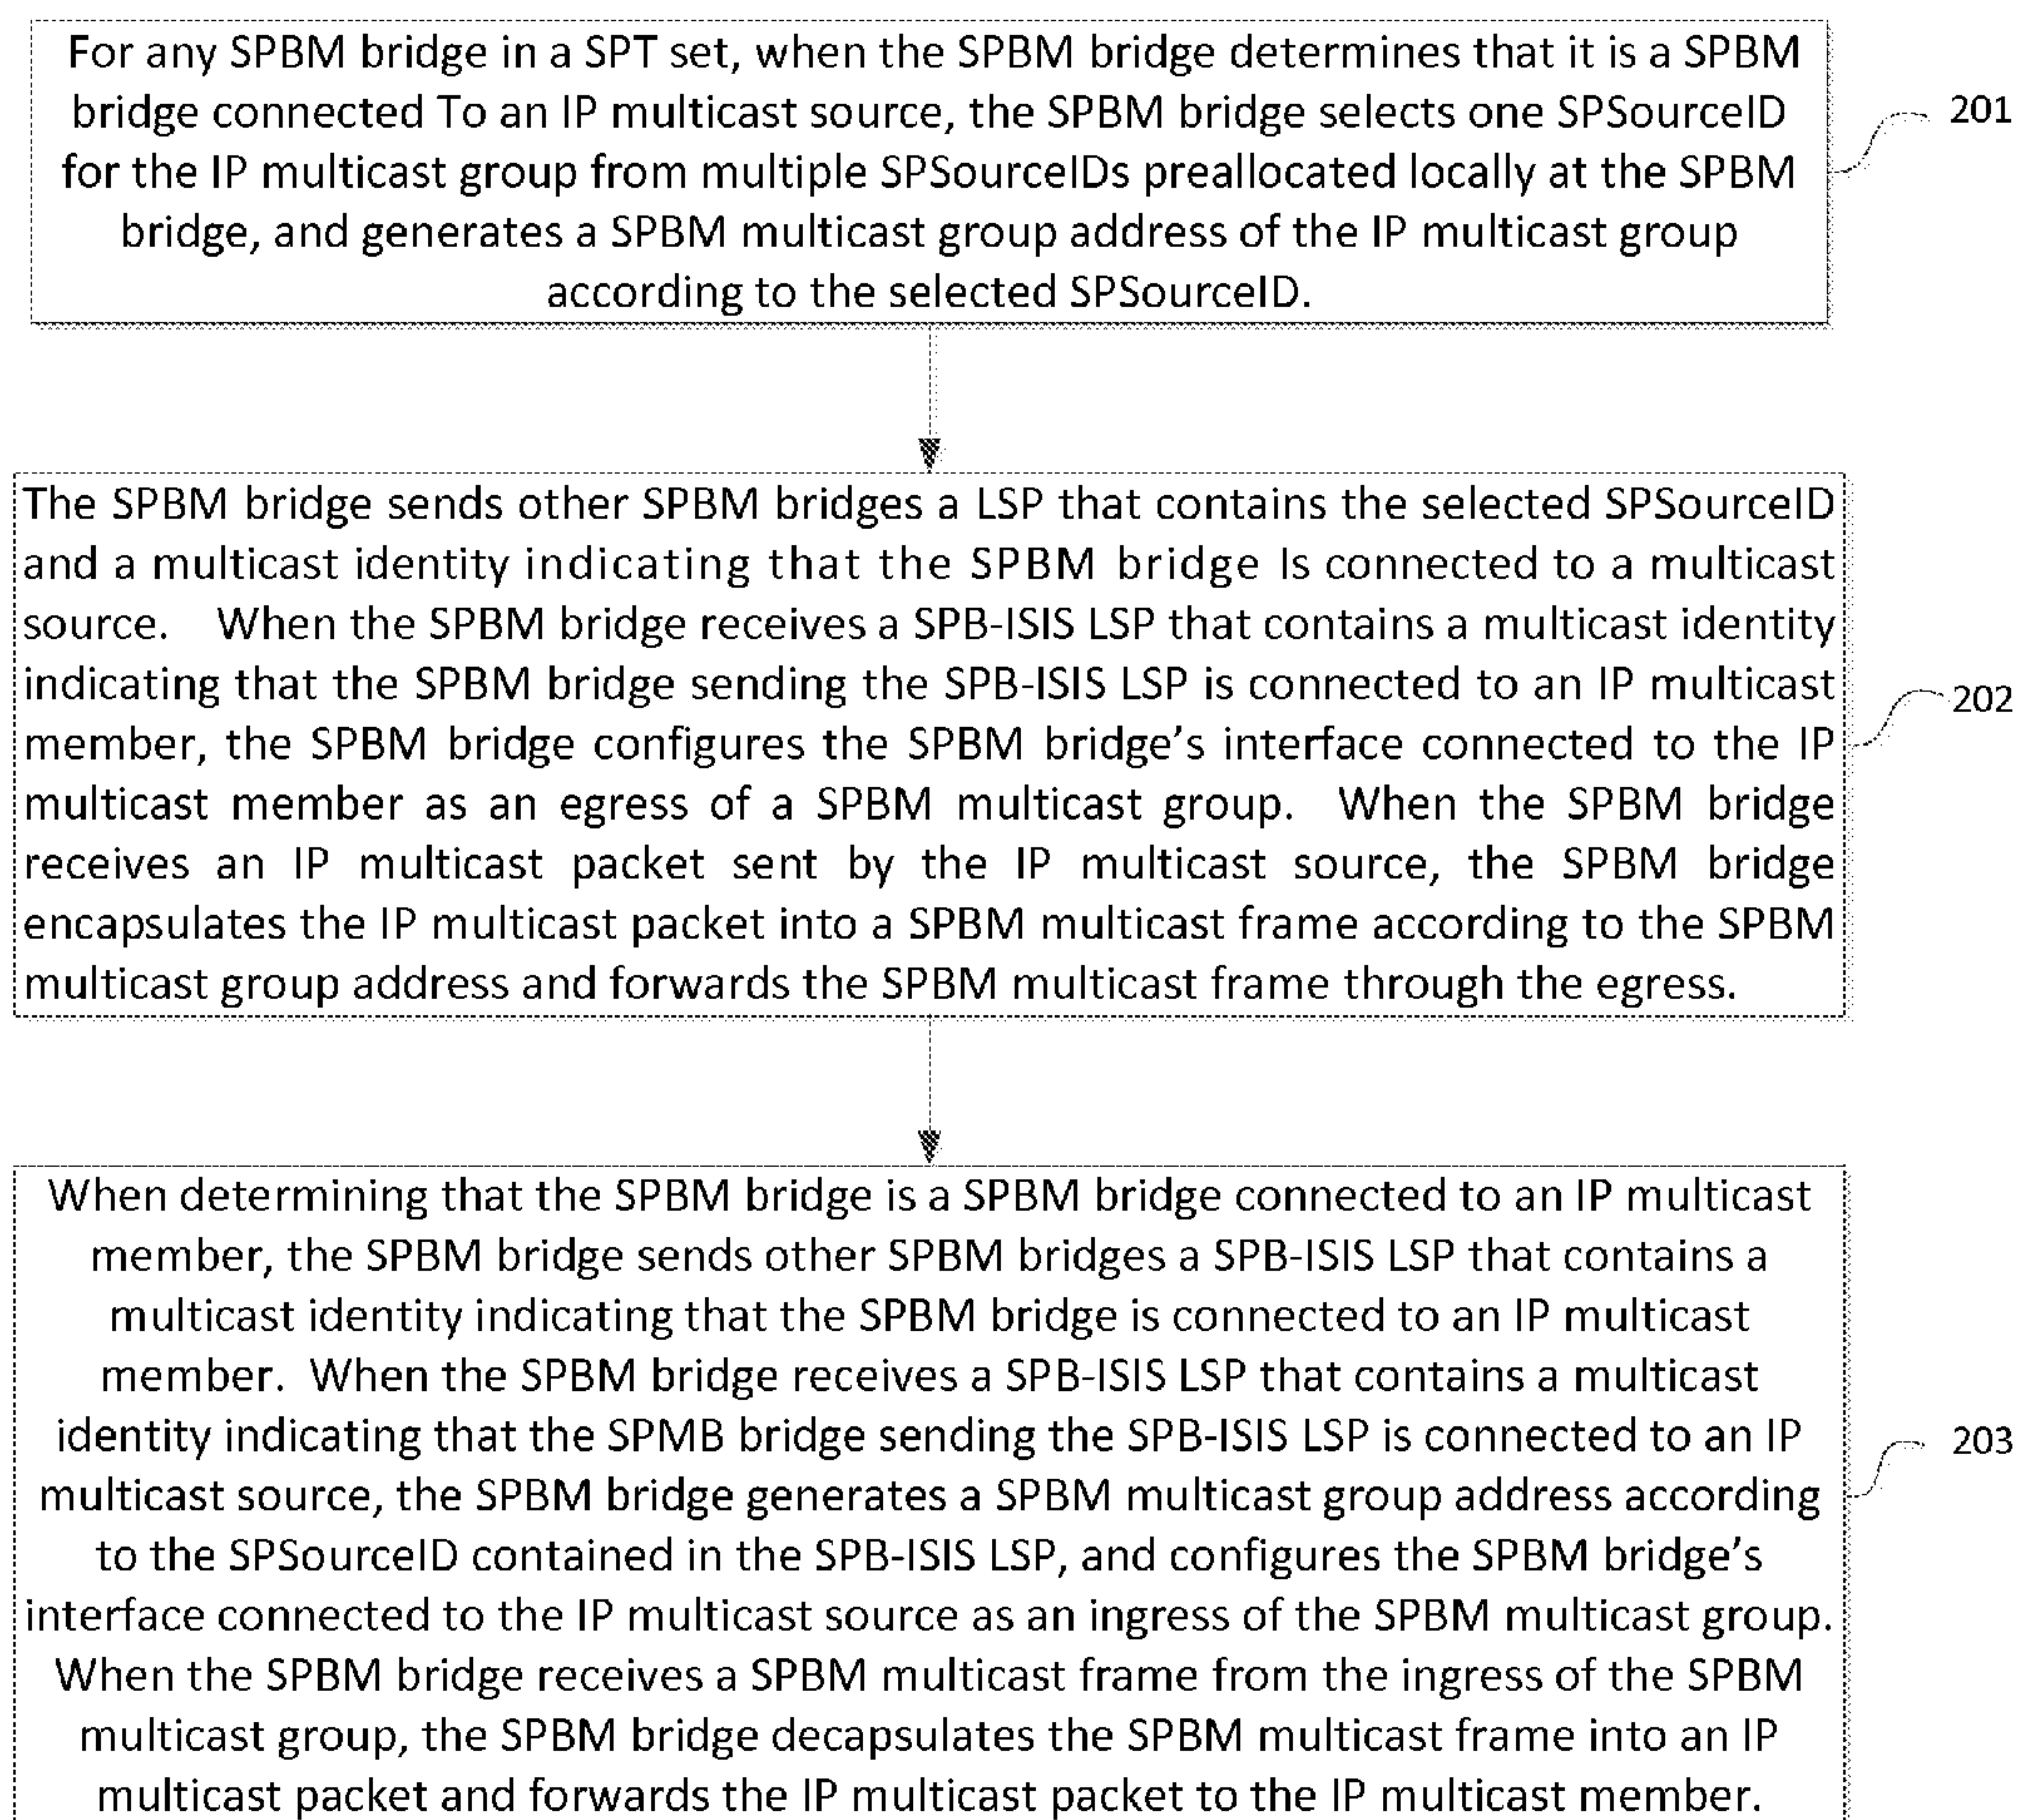 For any SPBM bridge in a SPT set, when the SPBM bridge determines that it is a SPBM
bridge connected To an IP multicast source, the SPBM bridge selects one SPSourceID
for the IP multicast group from multiple SPSourceIDs preallocated locally at the SPBM
bridge, and generates a SPBM multicast group address of the IP multicast group
according to the selected SPSourceID.
201
The SPBM bridge sends other SPBM bridges a LSP that contains the selected SPSourceID
and a multicast identity indicating that the SPBM bridge Is connected to a multicast
source. When the SPBM bridge receives a SPB-ISIS LSP that contains a multicast identity
indicating that the SPBM bridge sending the SPB-ISIS LSP is connected to an IP multicast
member, the SPBM bridge configures the SPBM bridge's interface connected to the IP
multicast member as an egress of a SPBM multicast group. When the SPBM bridge
receives an IP multicast packet sent by the IP multicast source, the SPBM bridge
encapsulates the IP multicast packet into a SPBM multicast frame according to the SPBM
multicast group address and forwards the SPBM multicast frame through the egress.
202
When determining that the SPBM bridge is a SPBM bridge connected to an IP multicast
member, the SPBM bridge sends other SPBM bridges a SPB-ISIS LSP that contains a
multicast identity indicating that the SPBM bridge is connected to an IP multicast
member. When the SPBM bridge receives a SPB-ISIS LSP that contains a multicast
identity indicating that the SPMB bridge sending the SPB-ISIS LSP is connected to an IP
multicast source, the SPBM bridge generates a SPBM multicast group address according
to the SPSourceID contained in the SPB-ISIS LSP, and configures the SPBM bridge's
interface connected to the IP multicast source as an ingress of the SPBM multicast group.
When the SPBM bridge receives a SPBM multicast frame from the ingress of the SPBM
multicast group, the SPBM bridge decapsulates the SPBM multicast frame into an IP
multicast packet and forwards the IP multicast packet to the IP multicast member.
203